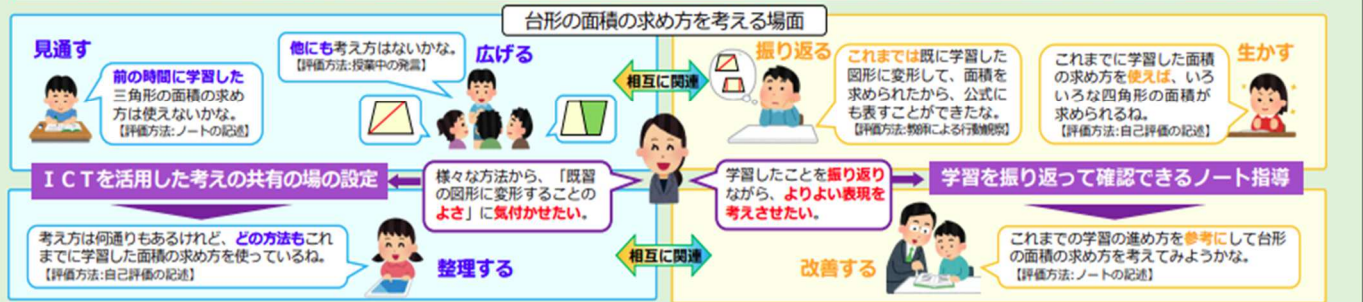 台形の面積の求め方を考える場面
見通す
前の時間に学習した
三角形の面積の求め
方は使えないかな。
【評価方法:ノートの記述】
他にも考え方はないかな。
【評価方法:授業中の発言】
広げる
相互に関連
振り返る
これまでは既に学習した
図形に変形して、面積を
求められたから、公式に
も表すことができたな。
【評価方法:教師による行動観察】
これまでに学習した面積
の求め方を使えば、いろ
いろな四角形の面積が
求められるね。
【評価方法:自己評価の記述】
生かす
ICTを活用した考えの共有の場の設定
様々な方法から、「既習
の図形に変形することの
よさ」に気付かせたい。
学習したことを振り返り
ながら、よりよい表現を
考えさせたい。
学習を振り返って確認できるノート指導
考え方は何通りもあるけれど、どの方法もこれ
までに学習した面積の求め方を使っているね。
【評価方法:自己評価の記述】
整理する
相互に関連
改善する
これまでの学習の進め方を参考にして台形
の面積の求め方を考えてみようかな。
【評価方法:ノートの記述】